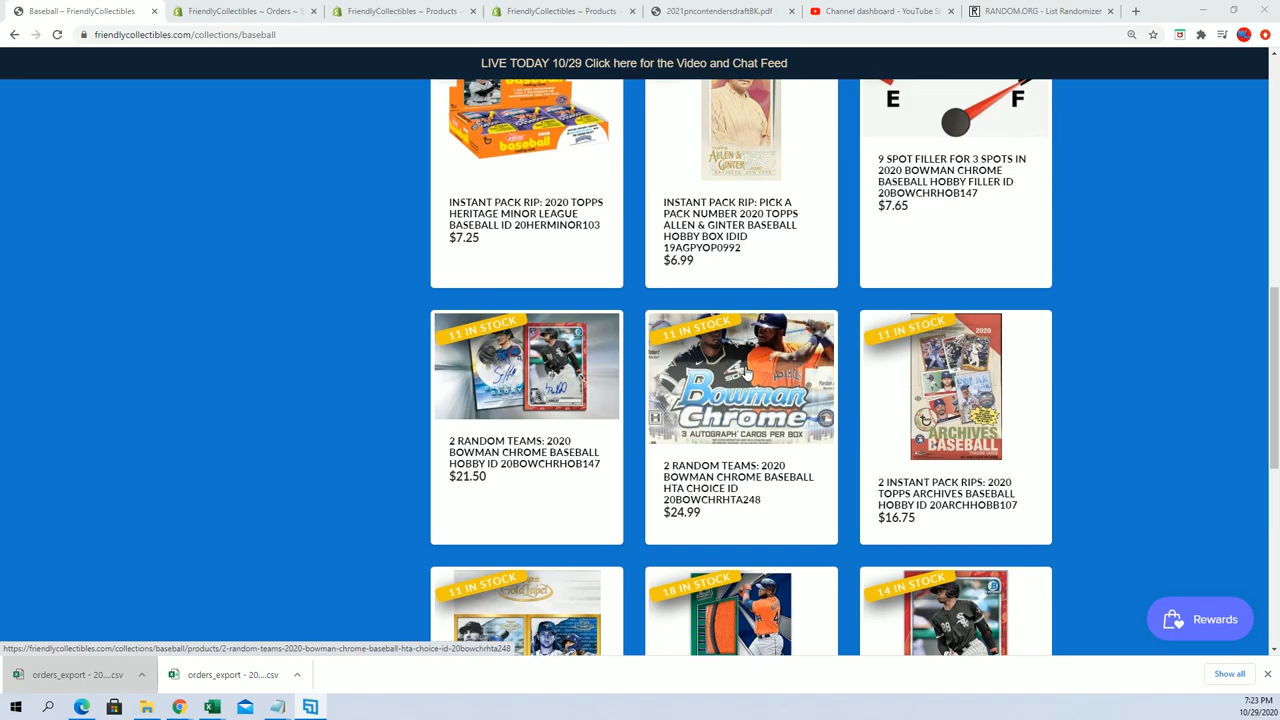 Baseball – FriendlyCollectibles
FriendlyCollectibles ~ Orders ~ S
FriendlyCollectibles ~ Products ~
FriendlyCollectibles ~ Products ~
2021pncontendersdraftBK.pdf
Channel dashboard - YouTube S
RANDOM.ORG - List Randomizer
friendlycollectibles.com/collections/baseball
LIVE TODAY 10/29 Click here for the Video and Chat Feed
baseball
ALLEN & GINTER
E F
INSTANT PACK RIP: 2020 TOPPS
HERITAGE MINOR LEAGUE
BASEBALL ID 20HERMINOR103
$7.25
INSTANT PACK RIP: PICK A
PACK NUMBER 2020 TOPPS
ALLEN & GINTER BASEBALL
HOBBY BOX IDID
19AGPYOP0992
$6.99
9 SPOT FILLER FOR 3 SPOTS IN
2020 BOWMAN CHROME
BASEBALL HOBBY FILLER ID
20BOWCHRHOB147
$7.65
11 IN STOCK
11 IN STOCK
Bowman
Chrome
3 AUTOGRAPH CARDS PER BOX
11 IN STOCK
2020
ARCHIVES
BASEBALL
2 RANDOM TEAMS: 2020
BOWMAN CHROME BASEBALL
HOBBY ID 20BOWCHRHOB147
$21.50
2 RANDOM TEAMS: 2020
BOWMAN CHROME BASEBALL
HTA CHOICE ID
20BOWCHRHTA248
$24.99
2 INSTANT PACK RIPS: 2020
TOPPS ARCHIVES BASEBALL
HOBBY ID 20ARCHHOBB107
$16.75
11 IN STOCK
Gold Label
18 IN STOCK
14 IN STOCK
Rewards
https://friendlycollectibles.com/collections/baseball/products/2-random-teams-2020-bowman-chrome-baseball-hta-choice-id-20bowchrhta248
orders_export - 20....csv
orders_export - 20....csv
Show all
7:23 PM
10/29/2020